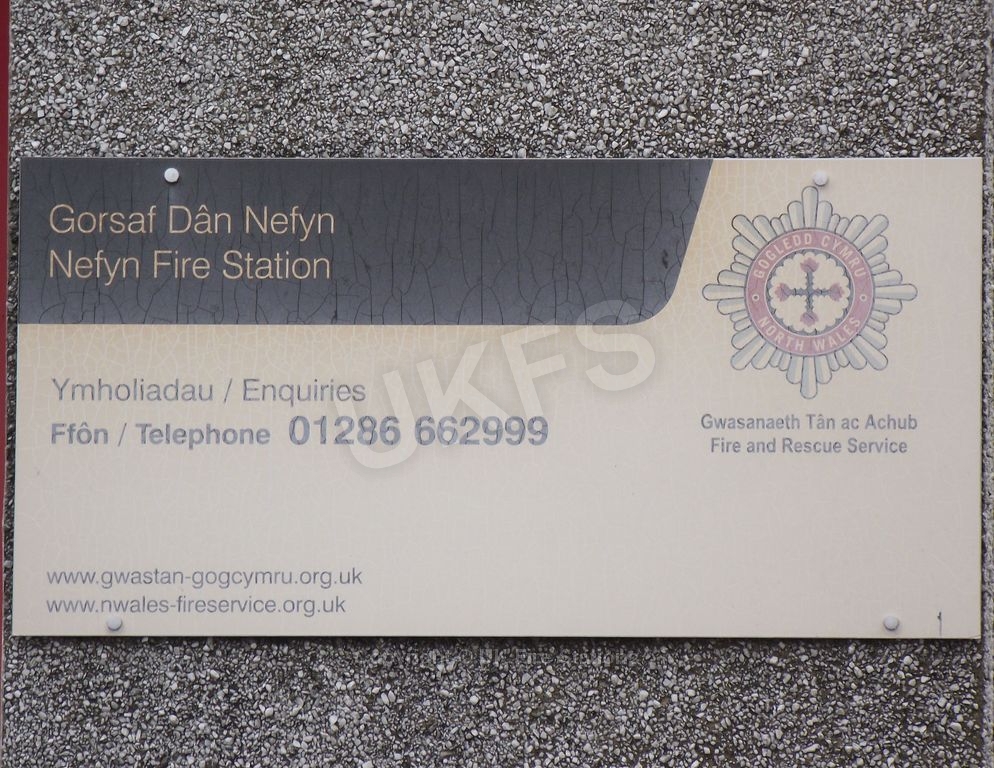 Gorsaf Dân Nefyn
Nefyn Fire Station
GOGLEDD CYMRU
NORTH WALES
Ymholiadau / Enquiries
Ffôn / Telephone 01286 662999
Gwasanaeth Tân ac Achub
Fire and Rescue Service
www.gwastan-gogcymru.org.uk
www.nwales-fireservice.org.uk
UKFS